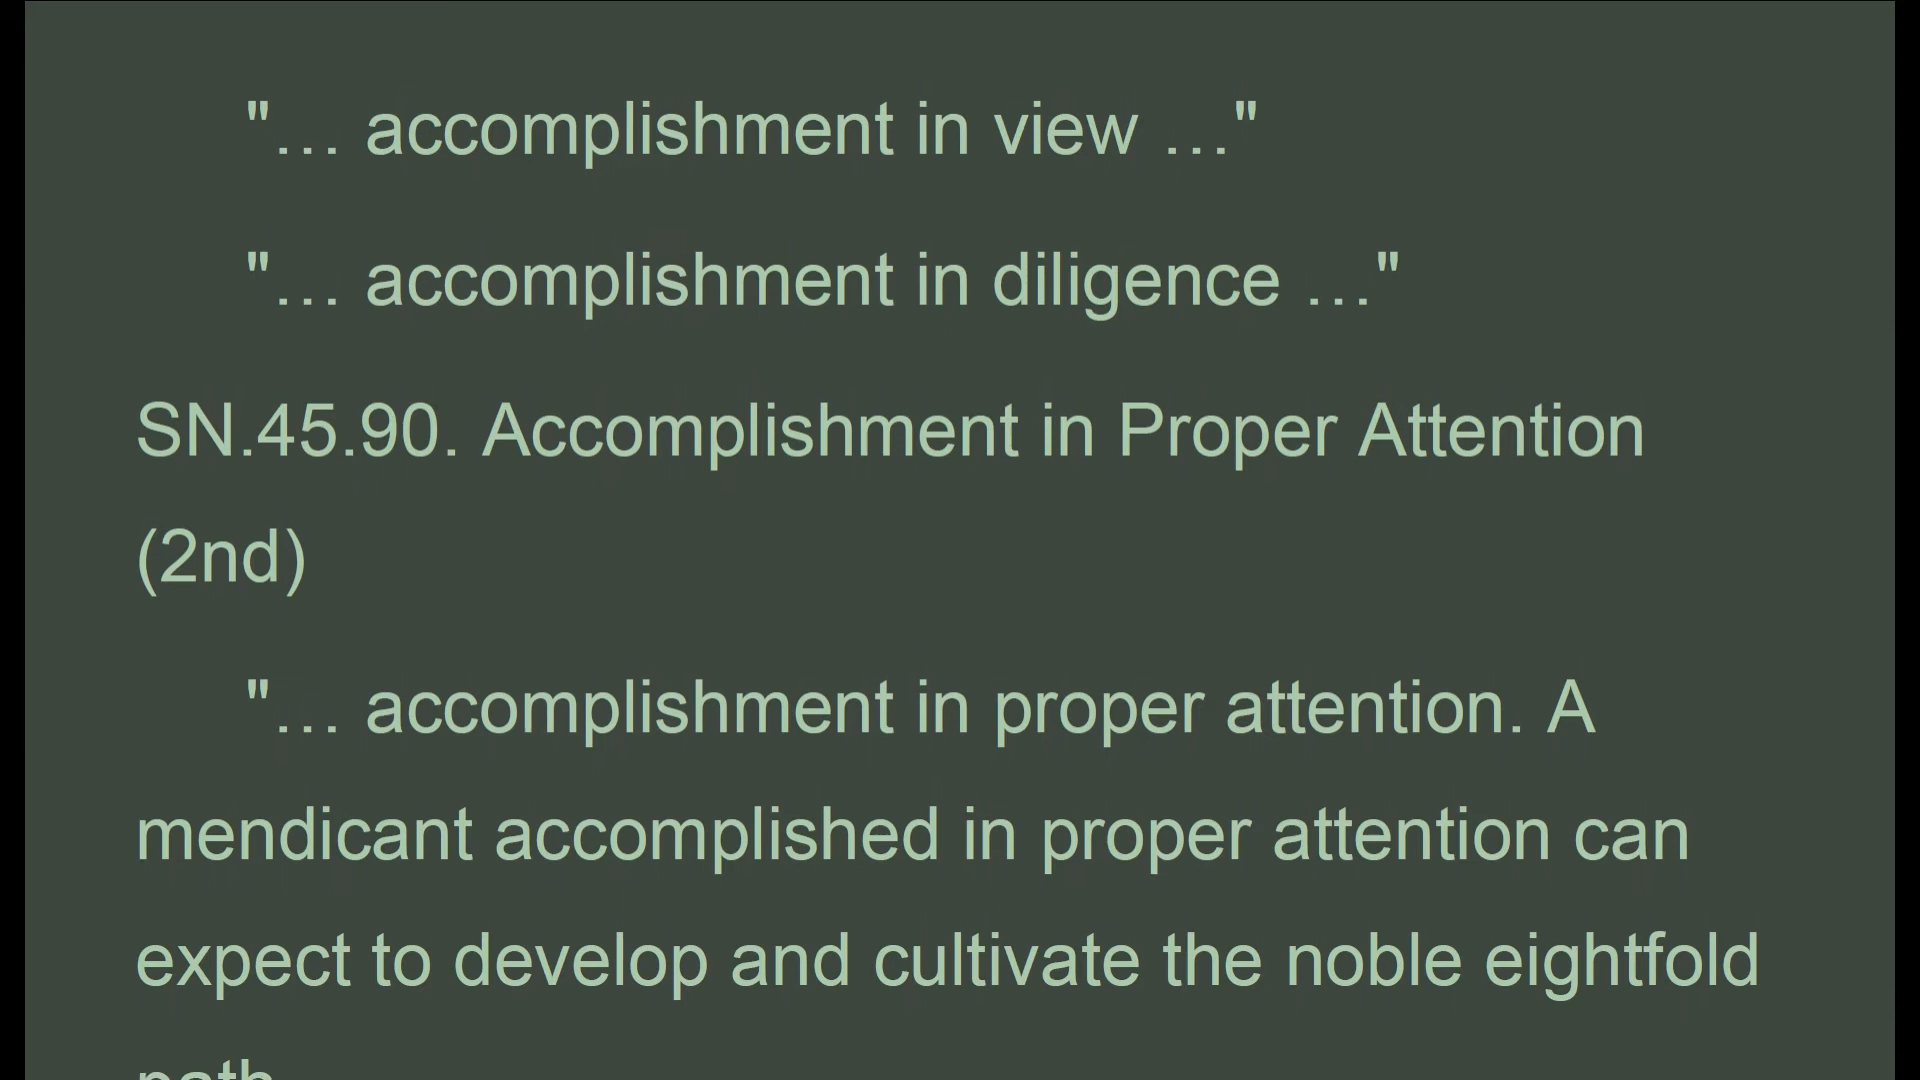 "… accomplishment in view …"
"… accomplishment in diligence …"
SN.45.90. Accomplishment in Proper Attention
(2nd)
"… accomplishment in proper attention. A
mendicant accomplished in proper attention can
expect to develop and cultivate the noble eightfold
path